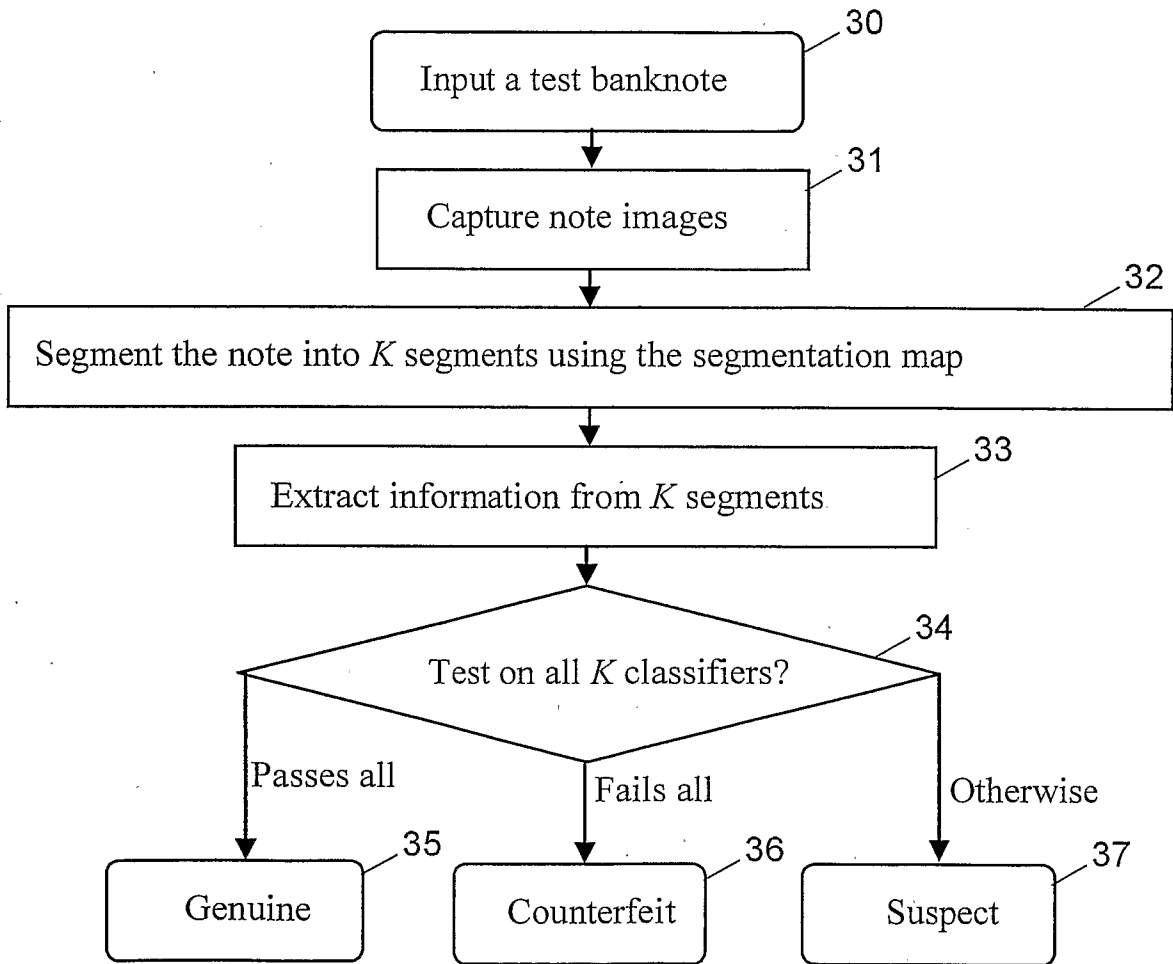 30
Input a test banknote
31
Capture note images
32
Segment the note into K segments using the segmentation map
33
Extract information from K segments
34
Test on all K classifiers?
Passes all
Fails all
Otherwise
35
36
37
Genuine
Counterfeit
Suspect